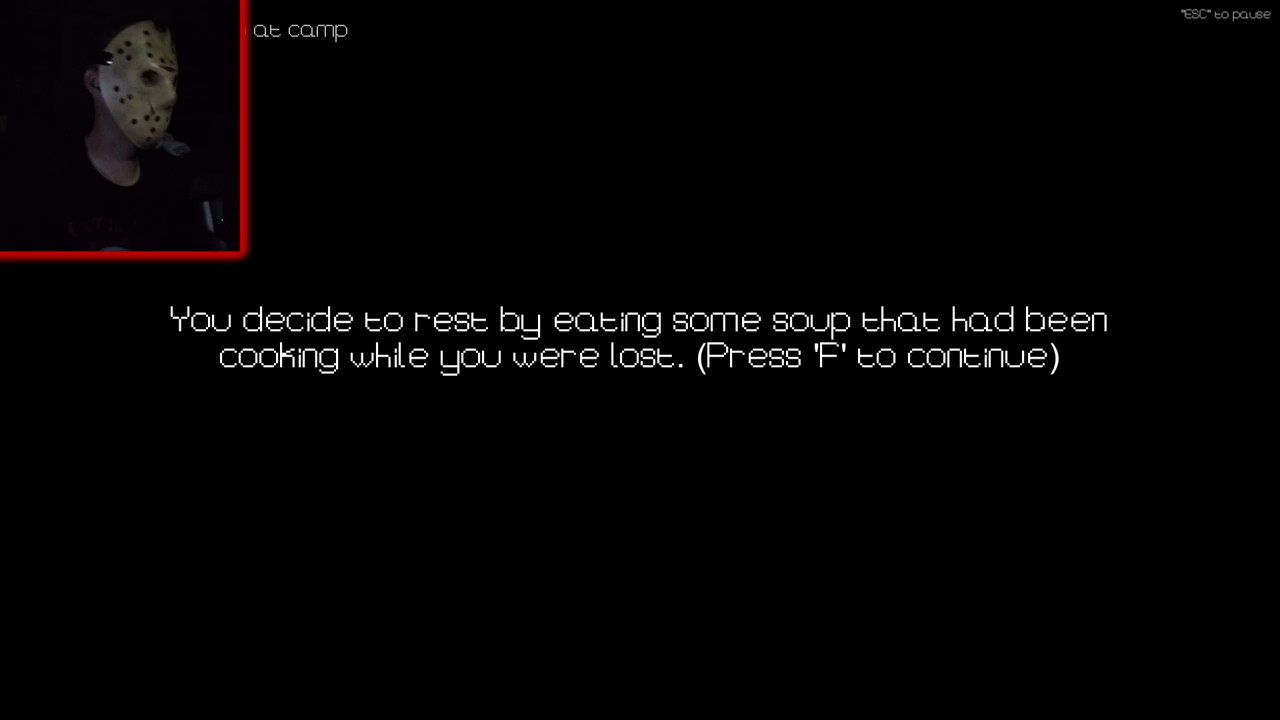 at camp
"ESC" to pause
You decide to rest by eating some soup that had been
cooking while you were lost. (Press 'F' to continue)